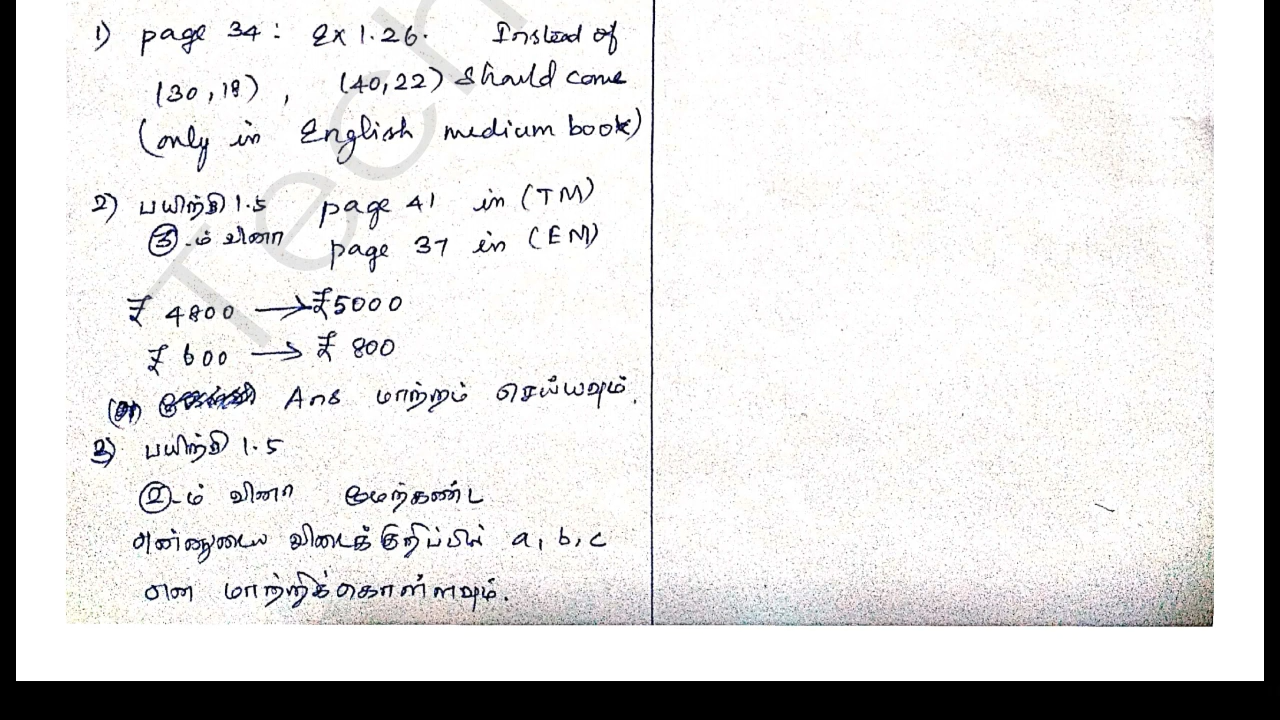 1) page 34 : Ex 1.26. Instead of
(30,18) , (40,22) should come
(only in English medium book)
2) பயிற்சி 1.5 page 41 in (TM)
③-ம் வினா page 37 in (EM)
₹ 4800 → ₹5000
₹ 600 → ₹ 800
Ans மாற்றம் செய்யவும்.
3) பயிற்சி 1.5
②-ம் வினா மேற்கண்ட
என்னுடைய விடைக்குறிப்பில் a, b, c
என மாற்றிக்கொள்ளவும்.
Tech